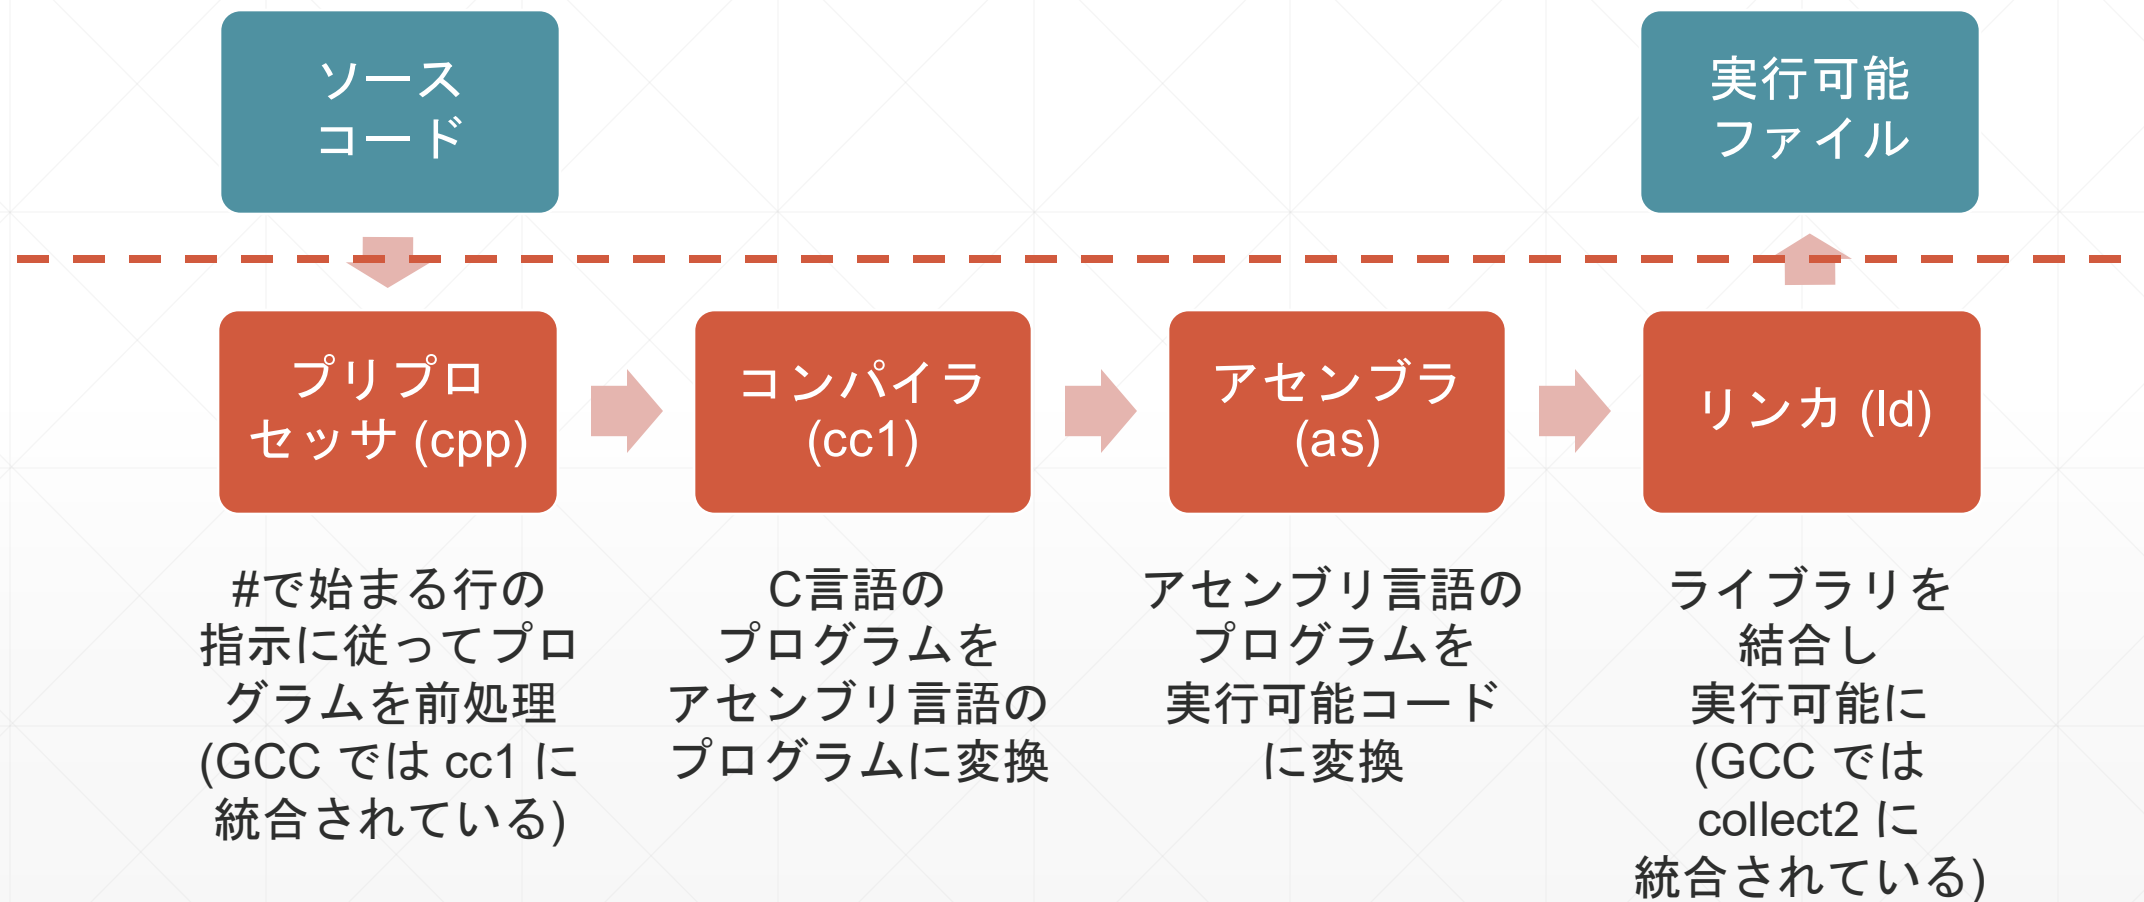 ソース
コード
実行可能
ファイル
プリプロ
セッサ (cpp)
コンパイラ
(cc1)
アセンブラ
(as)
リンカ (ld)
#で始まる行の
指示に従ってプロ
グラムを前処理
(GCC では cc1 に
統合されている)
C言語の
プログラムを
アセンブリ言語の
プログラムに変換
アセンブリ言語の
プログラムを
実行可能コード
に変換
ライブラリを
結合し
実行可能に
(GCC では
collect2 に
統合されている)